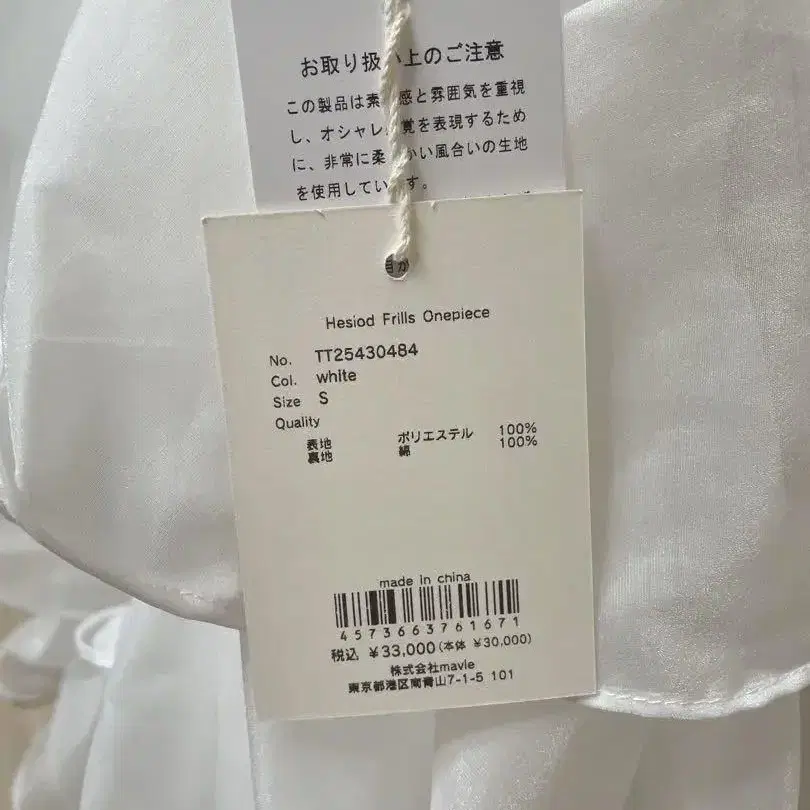 お取り扱い上のご注意
この製品は素 感と雰囲気を重視
し、オシャレ 覚を表現するため
に、非常に柔 かい風合いの生地
を使用してい す。
Hesiod Frills Onepiece
No. TT25430484
Col. white
Size S
Quality
表地 ポリエステル 100%
裏地 綿 100%
made in china
4573663761671
税込 ¥33,000(本体 ¥30,000)
株式会社mavle
東京都港区南青山7-1-5 101